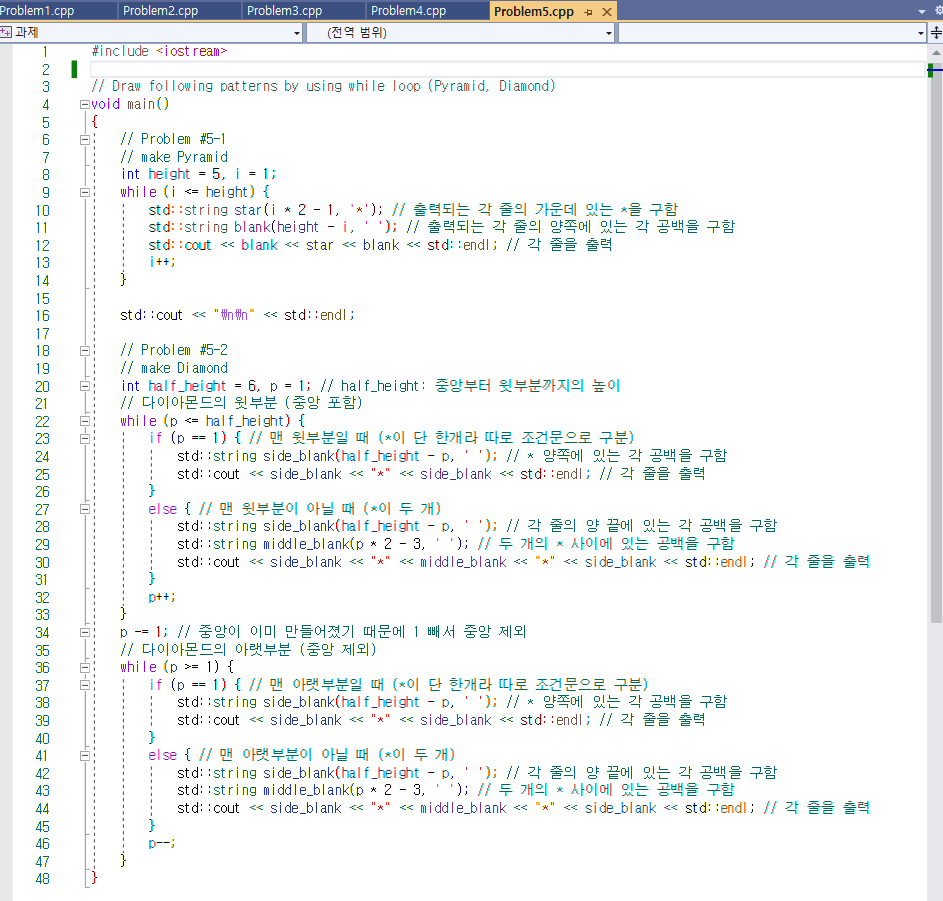 Problem1.cpp Problem2.cpp Problem3.cpp Problem4.cpp Problem5.cpp
과제 (전역 범위)
1 #include <iostream>
2
3 // Draw following patterns by using while loop (Pyramid, Diamond)
4 void main()
5 {
6 // Problem #5-1
7 // make Pyramid
8 int height = 5, i = 1;
9 while (i <= height) {
10 std::string star(i * 2 - 1, '*'); // 출력되는 각 줄의 가운데 있는 *을 구함
11 std::string blank(height - i, ' '); // 출력되는 각 줄의 양쪽에 있는 각 공백을 구함
12 std::cout << blank << star << blank << std::endl; // 각 줄을 출력
13 i++;
14 }
15
16 std::cout << "₩n₩n" << std::endl;
17
18 // Problem #5-2
19 // make Diamond
20 int half_height = 6, p = 1; // half_height: 중앙부터 윗부분까지의 높이
21 // 다이아몬드의 윗부분 (중앙 포함)
22 while (p <= half_height) {
23 if (p == 1) { // 맨 윗부분일 때 (*이 단 한개라 따로 조건문으로 구분)
24 std::string side_blank(half_height - p, ' '); // * 양쪽에 있는 각 공백을 구함
25 std::cout << side_blank << "*" << side_blank << std::endl; // 각 줄을 출력
26 }
27 else { // 맨 윗부분이 아닐 때 (*이 두 개)
28 std::string side_blank(half_height - p, ' '); // 각 줄의 양 끝에 있는 각 공백을 구함
29 std::string middle_blank(p * 2 - 3, ' '); // 두 개의 * 사이에 있는 공백을 구함
30 std::cout << side_blank << "*" << middle_blank << "*" << side_blank << std::endl; // 각 줄을 출력
31 }
32 p++;
33 }
34 p -= 1; // 중앙이 이미 만들어졌기 때문에 1 빼서 중앙 제외
35 // 다이아몬드의 아랫부분 (중앙 제외)
36 while (p >= 1) {
37 if (p == 1) { // 맨 아랫부분일 때 (*이 단 한개라 따로 조건문으로 구분)
38 std::string side_blank(half_height - p, ' '); // * 양쪽에 있는 각 공백을 구함
39 std::cout << side_blank << "*" << side_blank << std::endl; // 각 줄을 출력
40 }
41 else { // 맨 아랫부분이 아닐 때 (*이 두 개)
42 std::string side_blank(half_height - p, ' '); // 각 줄의 양 끝에 있는 각 공백을 구함
43 std::string middle_blank(p * 2 - 3, ' '); // 두 개의 * 사이에 있는 공백을 구함
44 std::cout << side_blank << "*" << middle_blank << "*" << side_blank << std::endl; // 각 줄을 출력
45 }
46 p--;
47 }
48 }